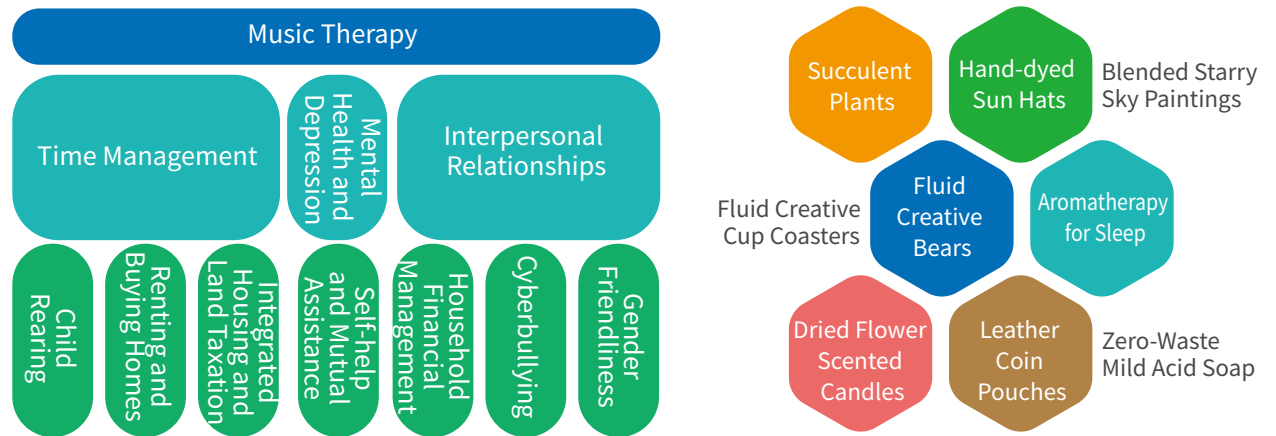 Music Therapy
Time Management
Mental
Health and
Depression
Interpersonal
Relationships
Child
Rearing
Renting and
Buying Homes
Integrated
Housing and
Land Taxation
Self-help
and Mutual
Assistance
Household
Financial
Management
Cyberbullying
Gender
Friendliness
Succulent
Plants
Hand-dyed
Sun Hats
Blended Starry
Sky Paintings
Fluid Creative
Cup Coasters
Fluid
Creative
Bears
Aromatherapy
for Sleep
Dried Flower
Scented
Candles
Leather
Coin
Pouches
Zero-Waste
Mild Acid Soap